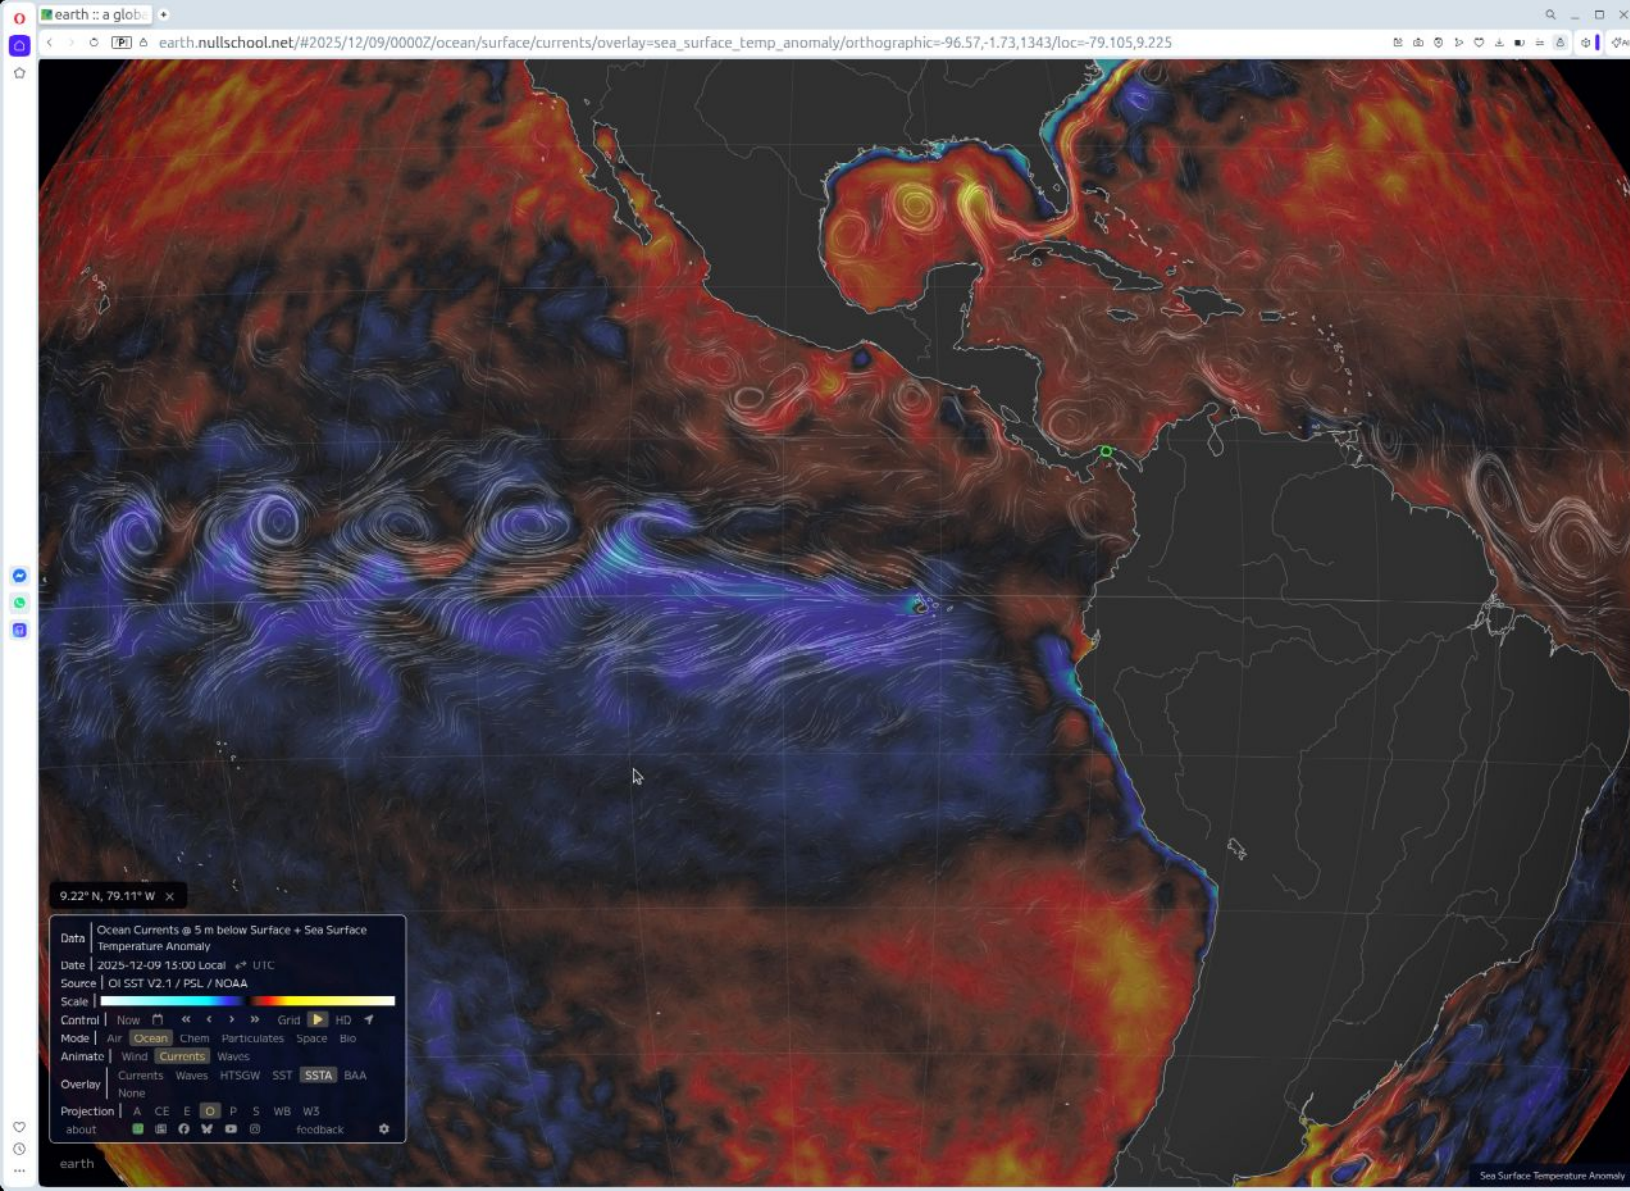 earth :: a glob
earth.nullschool.net/#2025/12/09/0000Z/ocean/surface/currents/overlay=sea_surface_temp_anomaly/orthographic=-96.57,-1.73,1343/loc=-79.105,9.225
9.22° N, 79.11° W ×
Data | Ocean Currents @ 5 m below Surface + Sea Surface
Temperature Anomaly
Date | 2025-12-09 13:00 Local ⇄ UTC
Source | OI SST V2.1 / PSL / NOAA
Scale |
Control | Now « ‹ › » Grid HD
Mode | Air Ocean Chem Particulates Space Bio
Animate | Wind Currents Waves
Overlay | Currents Waves HTSGW SST SSTA BAA
None
Projection | A CE E O P S WB W3
about feedback
earth
Sea Surface Temperature Anomaly